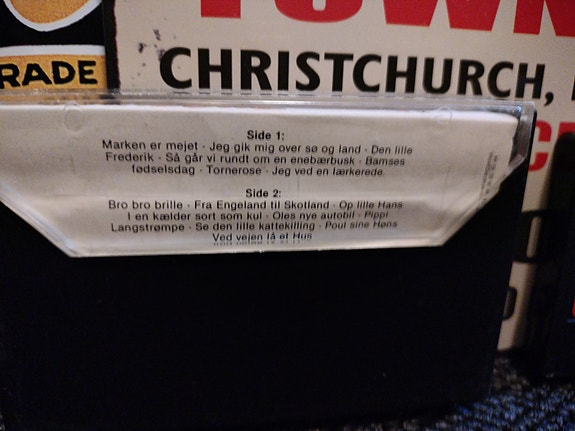 TOWN
RADE
CHRISTCHURCH,
Side 1:
Marken er mejet · Jeg gik mig over sø og land · Den lille
Frederik · Så går vi rundt om en enebærbusk · Bamses
fødselsdag · Tornerose · Jeg ved en lærkerede
Side 2:
Bro bro brille · Fra Engeland til Skotland · Op lille Hans
I en kælder sort som kul · Oles nye autobil · Pippi
Langstrømpe · Se den lille kattekilling · Poul sine Høns
Ved vejen lå et Hus